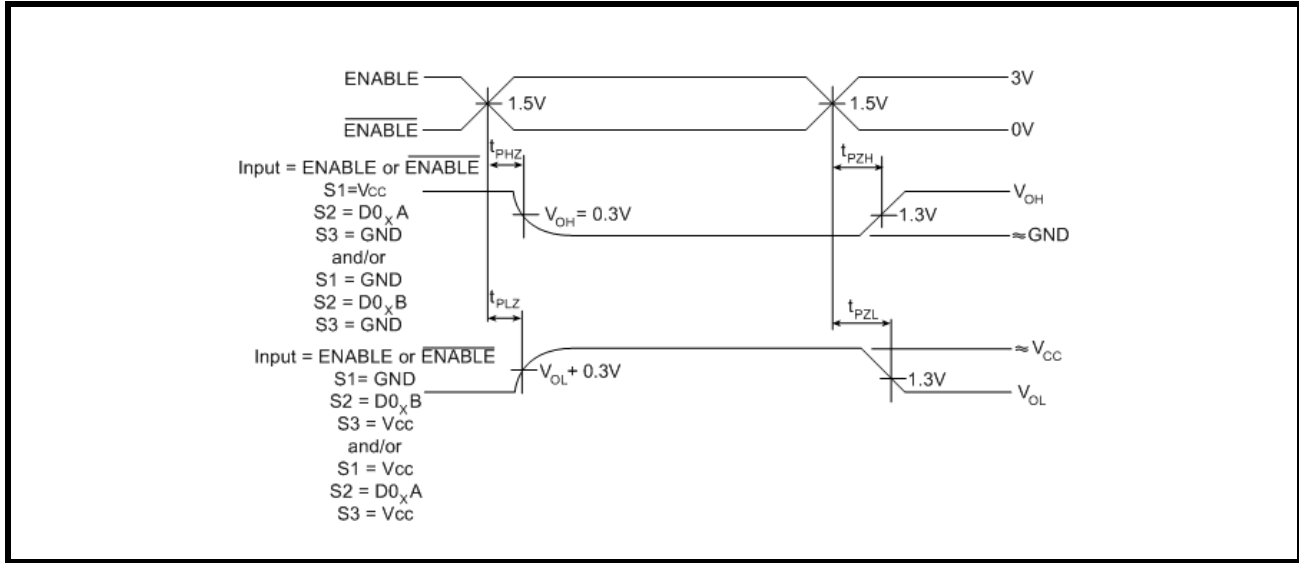 ENABLE
3V
1.5V
1.5V
ENABLE
0V
tPHZ
tPZH
Input = ENABLE or ENABLE
S1=Vcc
VOH
S2 = D0XA
VOH= 0.3V
1.3V
S3 = GND
≈GND
and/or
S1 = GND
S2 = D0XB
tPLZ
tPZL
S3 = GND
Input = ENABLE or ENABLE
≈ VCC
S1= GND
VOL+ 0.3V
1.3V
S2 = D0XB
VOL
S3 = Vcc
and/or
S1 = Vcc
S2 = D0XA
S3 = Vcc